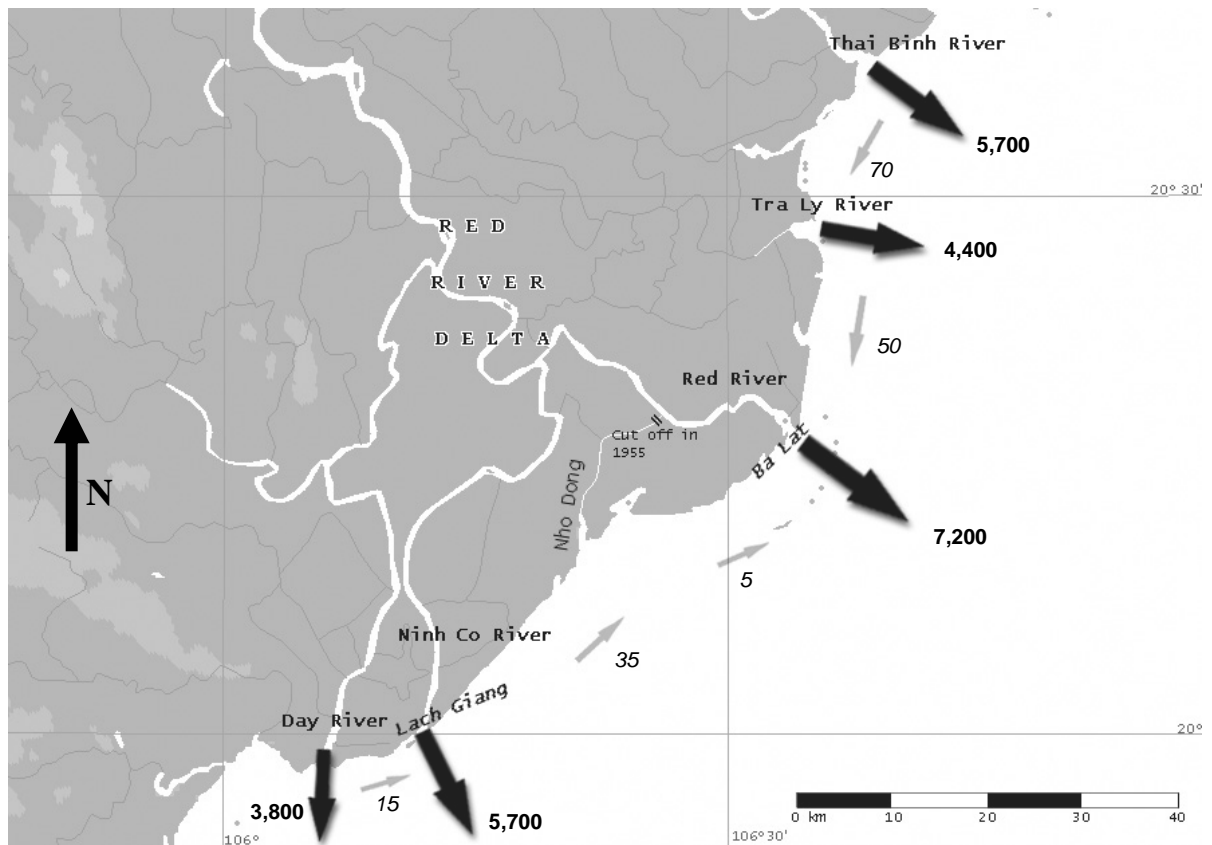 Thai Binh River
5,700
70
20° 30'
Tra Ly River
4,400
R E D
R I V E R
D E L T A
50
Red River
Cut off in
1955
Ba Lat
N
Nho Dong
7,200
5
Ninh Co River
35
Lach Giang
Day River
20°
15
3,800
5,700
0 km 10 20 30 40
106°
106° 30'